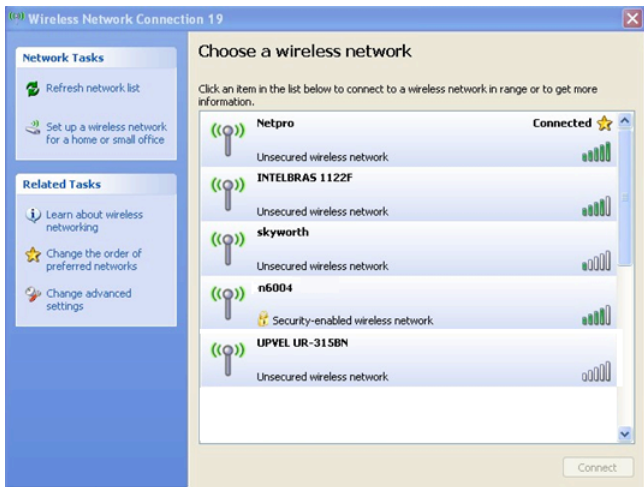 Wireless Network Connection 19
Network Tasks
Refresh network list
Set up a wireless network
for a home or small office
Related Tasks
Learn about wireless
networking
Change the order of
preferred networks
Change advanced
settings
Choose a wireless network
Click an item in the list below to connect to a wireless network in range or to get more
information.
Netpro Connected
Unsecured wireless network
INTELBRAS 1122F
Unsecured wireless network
skyworth
Unsecured wireless network
n6004
Security-enabled wireless network
UPVEL UR-315BN
Unsecured wireless network
Connect